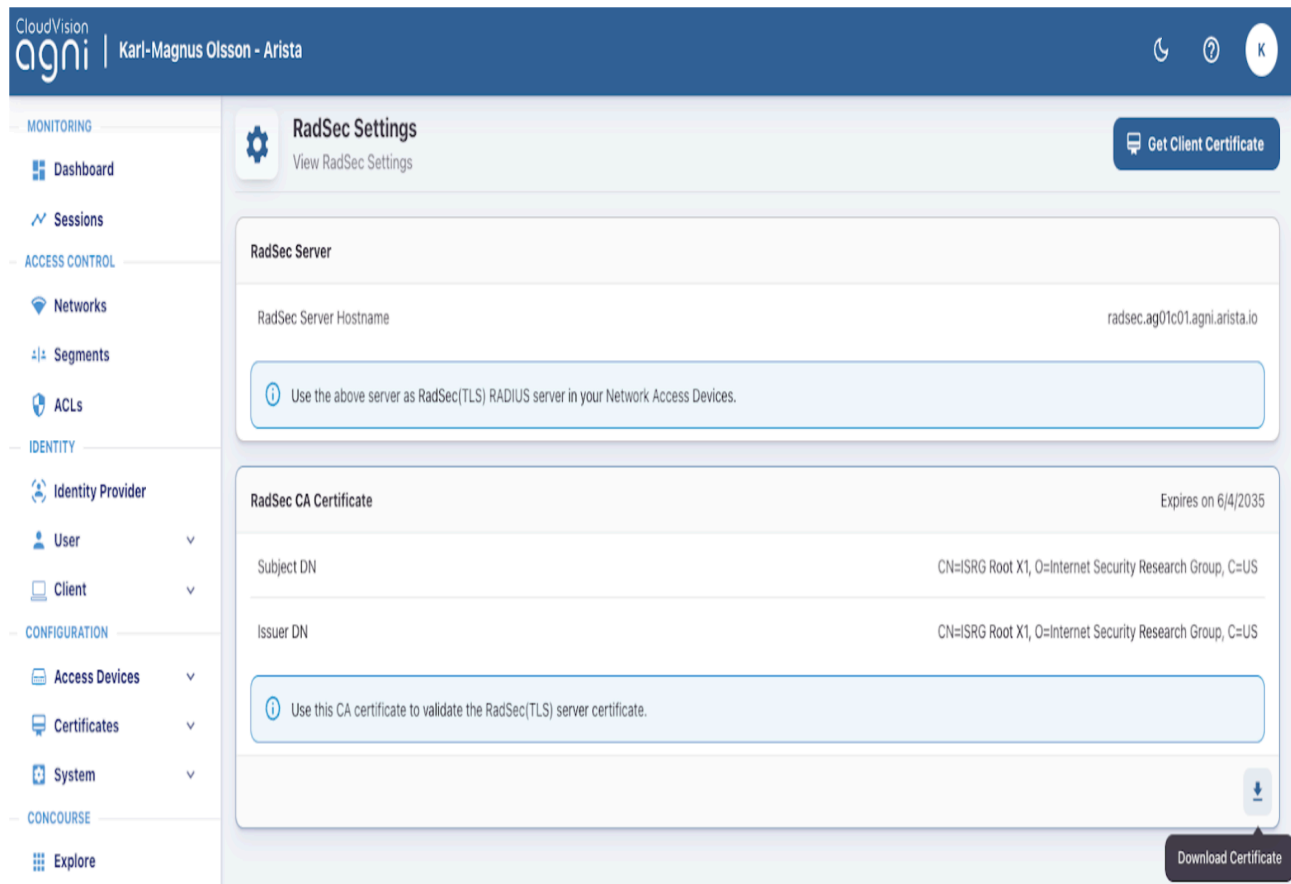 CloudVision
agni | Karl-Magnus Olsson - Arista
K
MONITORING
Dashboard
Sessions
ACCESS CONTROL
Networks
Segments
ACLs
IDENTITY
Identity Provider
User
Client
CONFIGURATION
Access Devices
Certificates
System
CONCOURSE
Explore
RadSec Settings
View RadSec Settings
Get Client Certificate
RadSec Server
RadSec Server Hostname radsec.ag01c01.agni.arista.io
Use the above server as RadSec(TLS) RADIUS server in your Network Access Devices.
RadSec CA Certificate Expires on 6/4/2035
Subject DN CN=ISRG Root X1, O=Internet Security Research Group, C=US
Issuer DN CN=ISRG Root X1, O=Internet Security Research Group, C=US
Use this CA certificate to validate the RadSec(TLS) server certificate.
Download Certificate